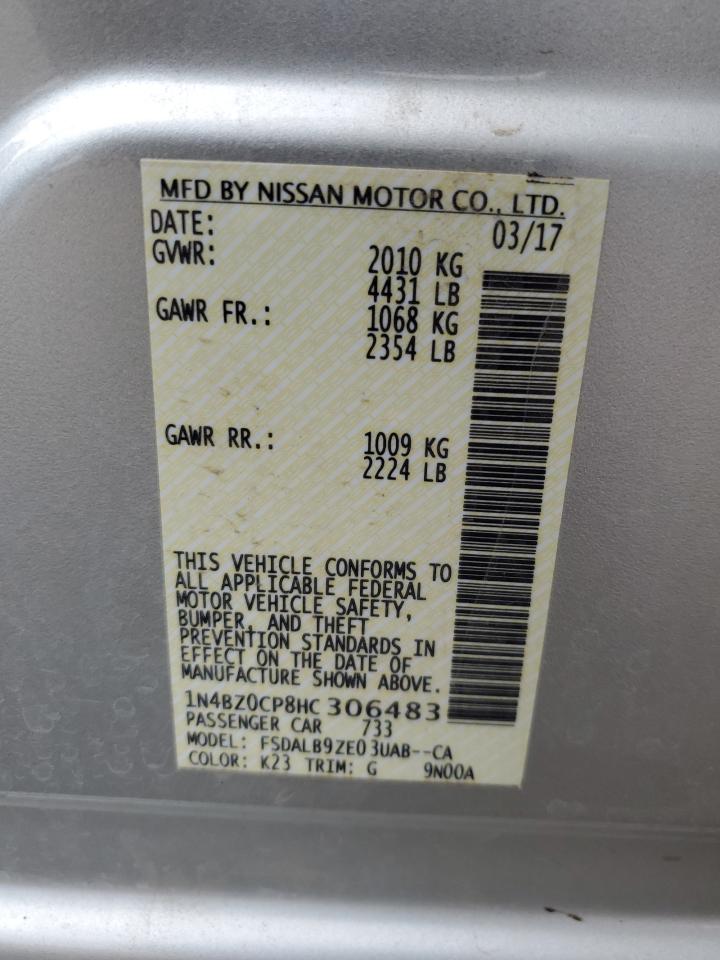 MFD BY NISSAN MOTOR CO., LTD.
DATE: 03/17
GVWR: 2010 KG
4431 LB
GAWR FR.: 1068 KG
2354 LB
GAWR RR.: 1009 KG
2224 LB
THIS VEHICLE CONFORMS TO
ALL APPLICABLE FEDERAL
MOTOR VEHICLE SAFETY,
BUMPER, AND THEFT
PREVENTION STANDARDS IN
EFFECT ON THE DATE OF
MANUFACTURE SHOWN ABOVE.
1N4BZ0CP8HC 306483
PASSENGER CAR 733
MODEL: FSDALB9ZE03UAB--CA
COLOR: K23 TRIM: G 9N00A